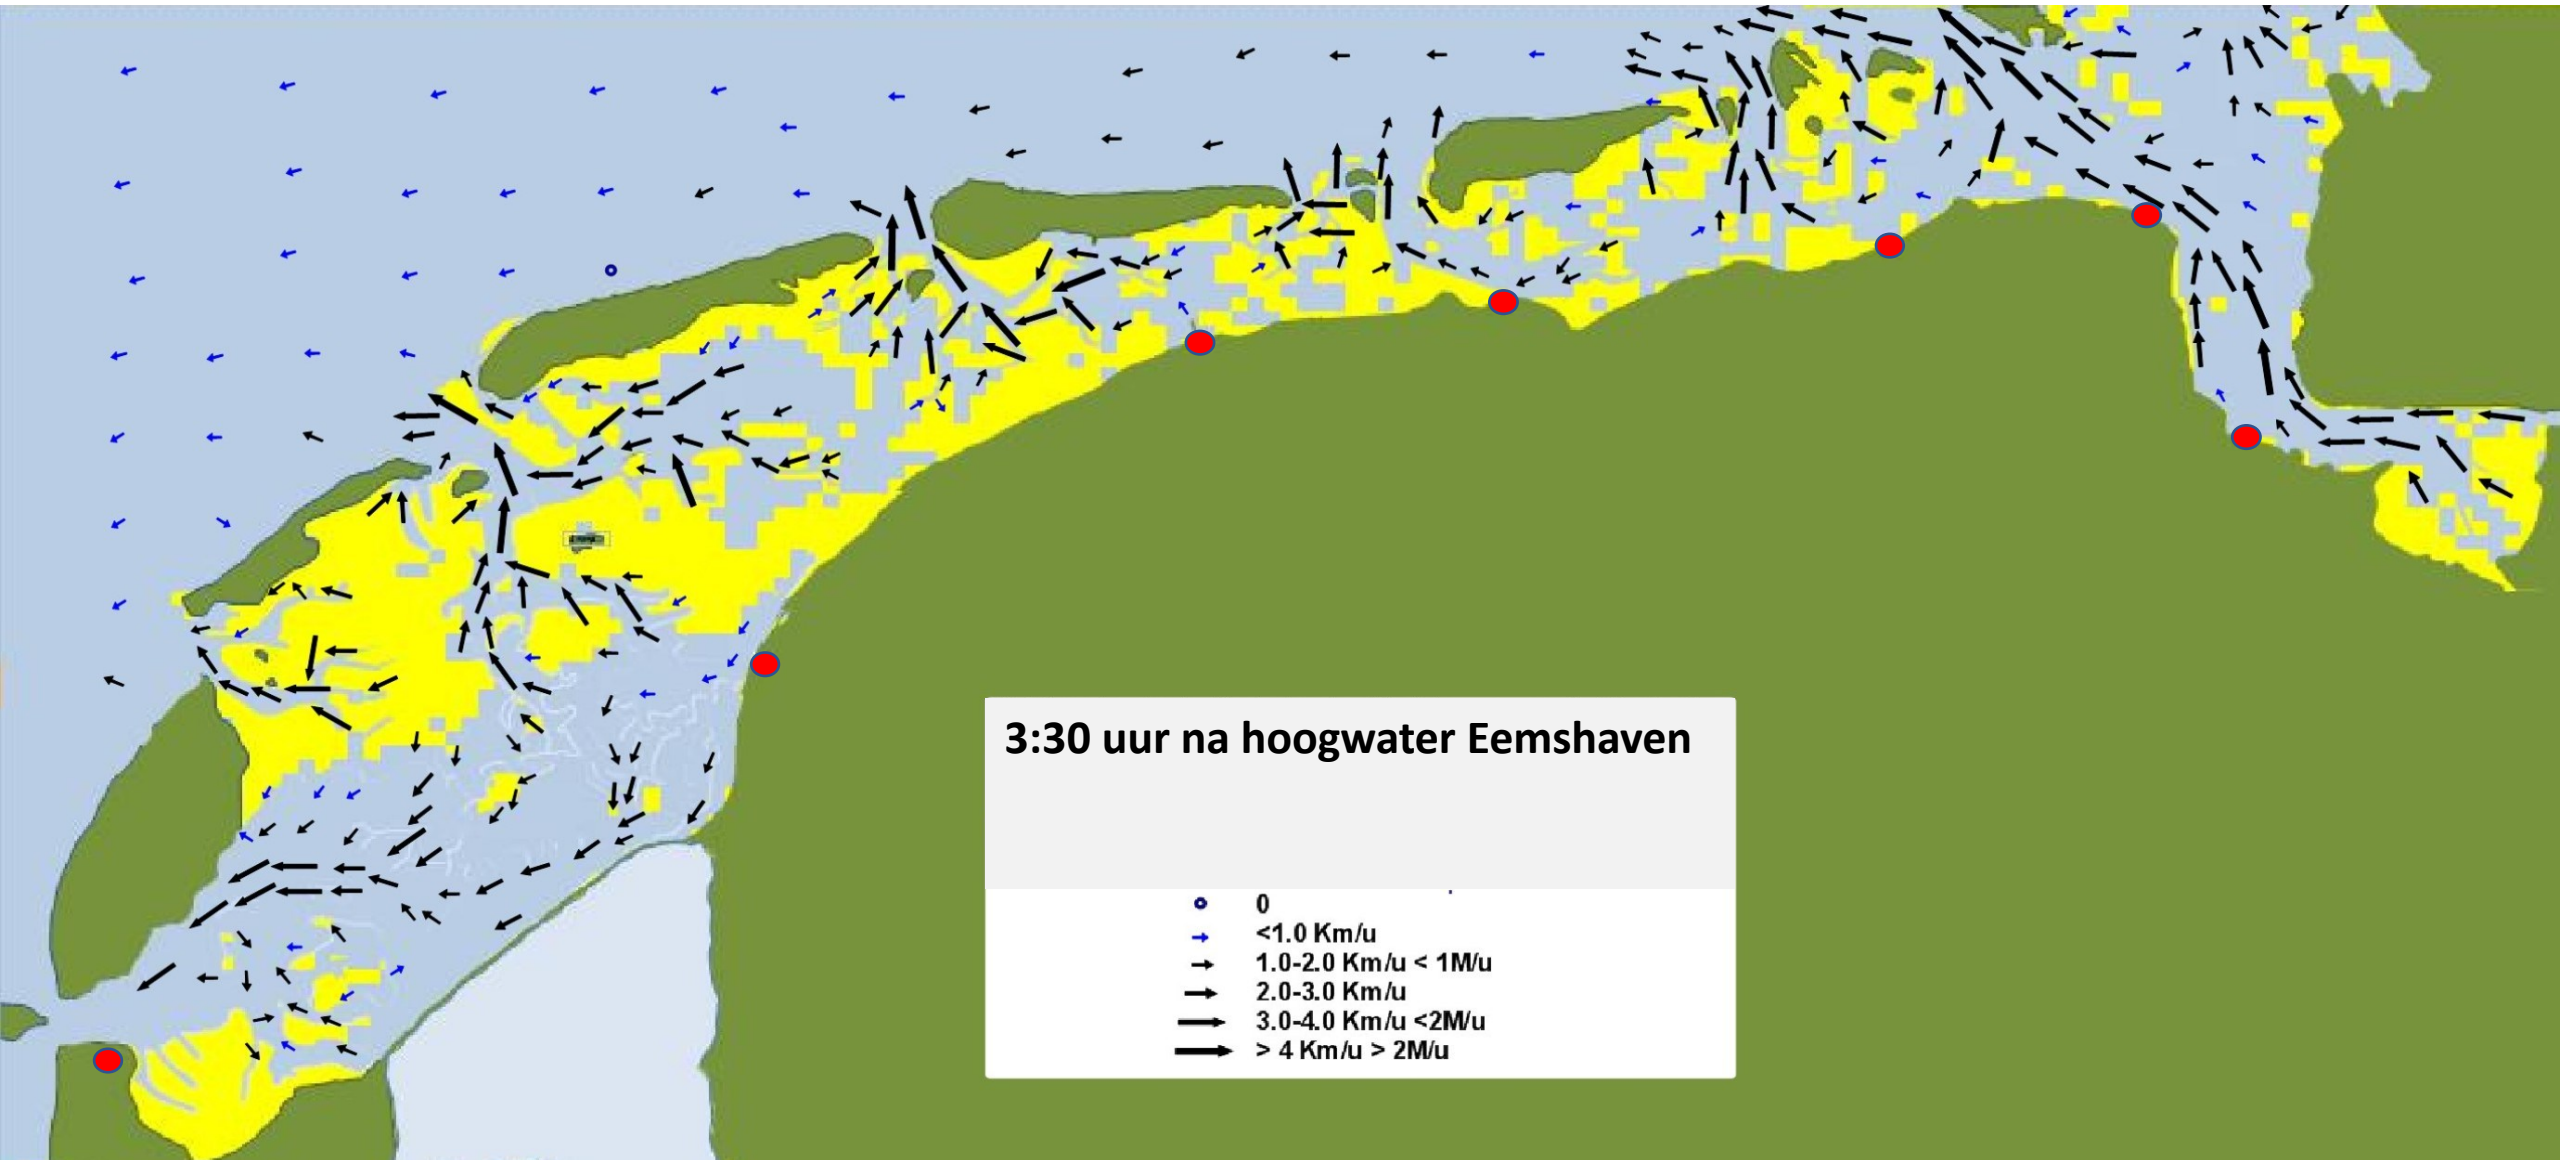 3:30 uur na hoogwater Eemshaven
0
<1.0 Km/u
1.0-2.0 Km/u < 1M/u
2.0-3.0 Km/u
3.0-4.0 Km/u <2M/u
> 4 Km/u > 2M/u